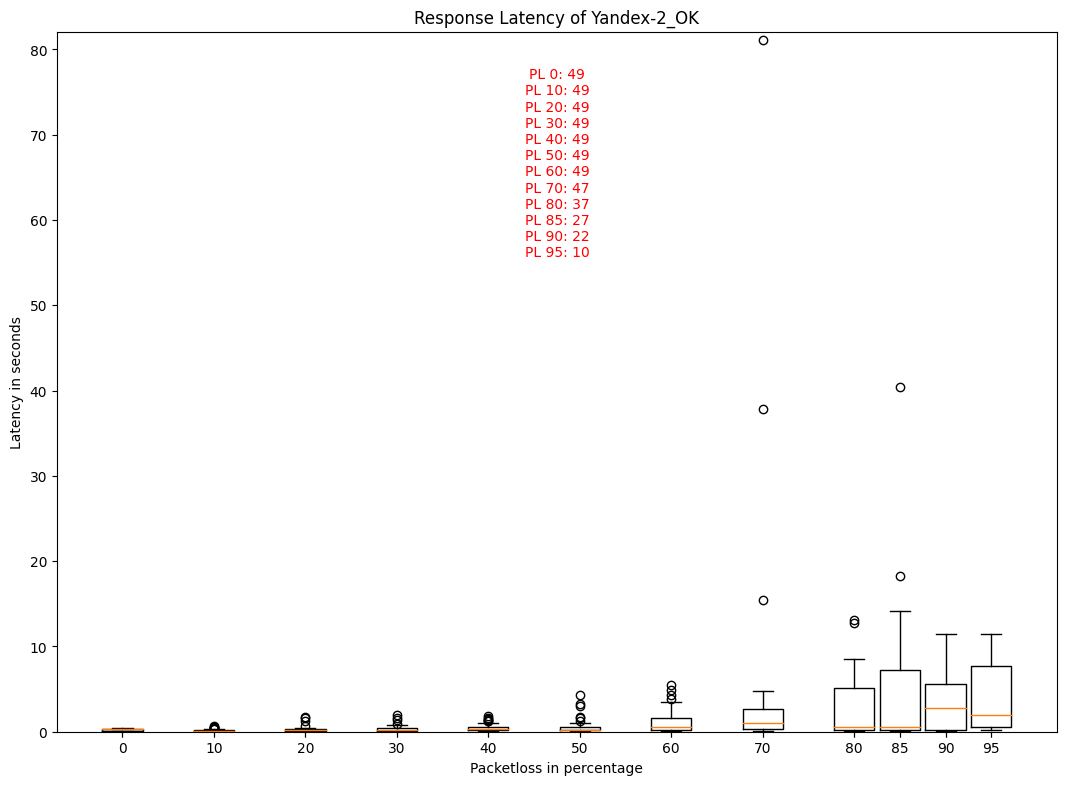 Response Latency of Yandex-2_OK
80
70
60
50
40
30
20
10
0
Latency in seconds
PL 0: 49
PL 10: 49
PL 20: 49
PL 30: 49
PL 40: 49
PL 50: 49
PL 60: 49
PL 70: 47
PL 80: 37
PL 85: 27
PL 90: 22
PL 95: 10
0 10 20 30 40 50 60 70 80 85 90 95
Packetloss in percentage